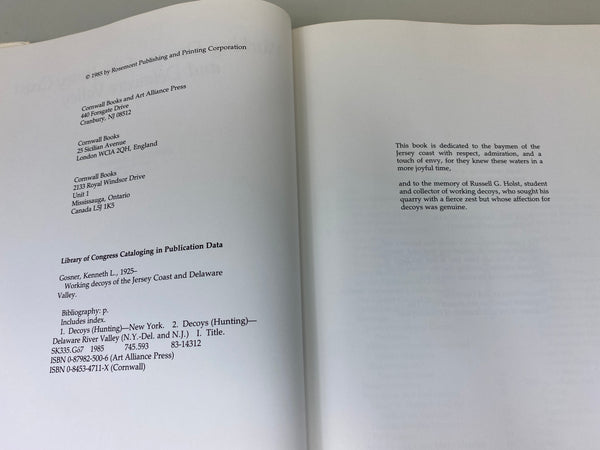 © 1985 by Rosemont Publishing and Printing Corporation
Cornwall Books and Art Alliance Press
440 Forsgate Drive
Cranbury, NJ 08512
Cornwall Books
25 Sicilian Avenue
London WC1A 2QH, England
Cornwall Books
2133 Royal Windsor Drive
Unit 1
Mississauga, Ontario
Canada L5J 1K5
Library of Congress Cataloging in Publication Data
Gosner, Kenneth L., 1925–
Working decoys of the Jersey Coast and Delaware
Valley.
Bibliography: p.
Includes index.
1. Decoys (Hunting)—New York. 2. Decoys (Hunting)—
Delaware River Valley (N.Y.-Del. and N.J.) I. Title.
SK335.G67 1985 745.593 83-14312
ISBN 0-87982-500-6 (Art Alliance Press)
ISBN 0-8453-4711-X (Cornwall)
This book is dedicated to the baymen of the
Jersey coast with respect, admiration, and a
touch of envy, for they knew these waters in a
more joyful time,
and to the memory of Russell G. Holst, student
and collector of working decoys, who sought his
quarry with a fierce zest but whose affection for
decoys was genuine.